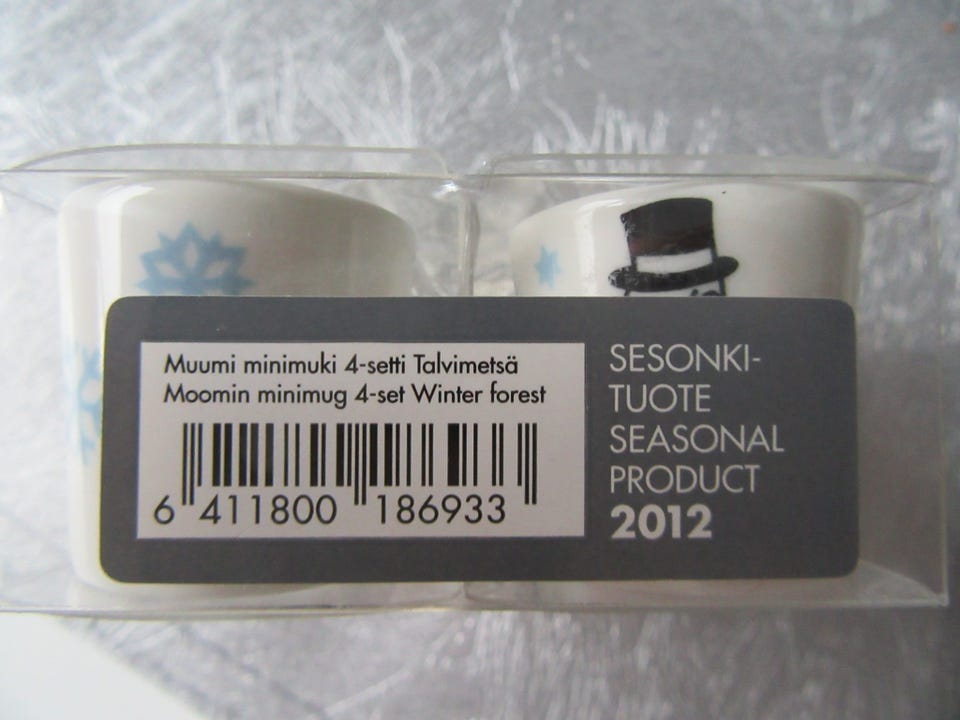 Muumi minimuki 4-setti Talvimetsä
Moomin minimug 4-set Winter forest
6 411800 186933
SESONKI-
TUOTE
SEASONAL
PRODUCT
2012